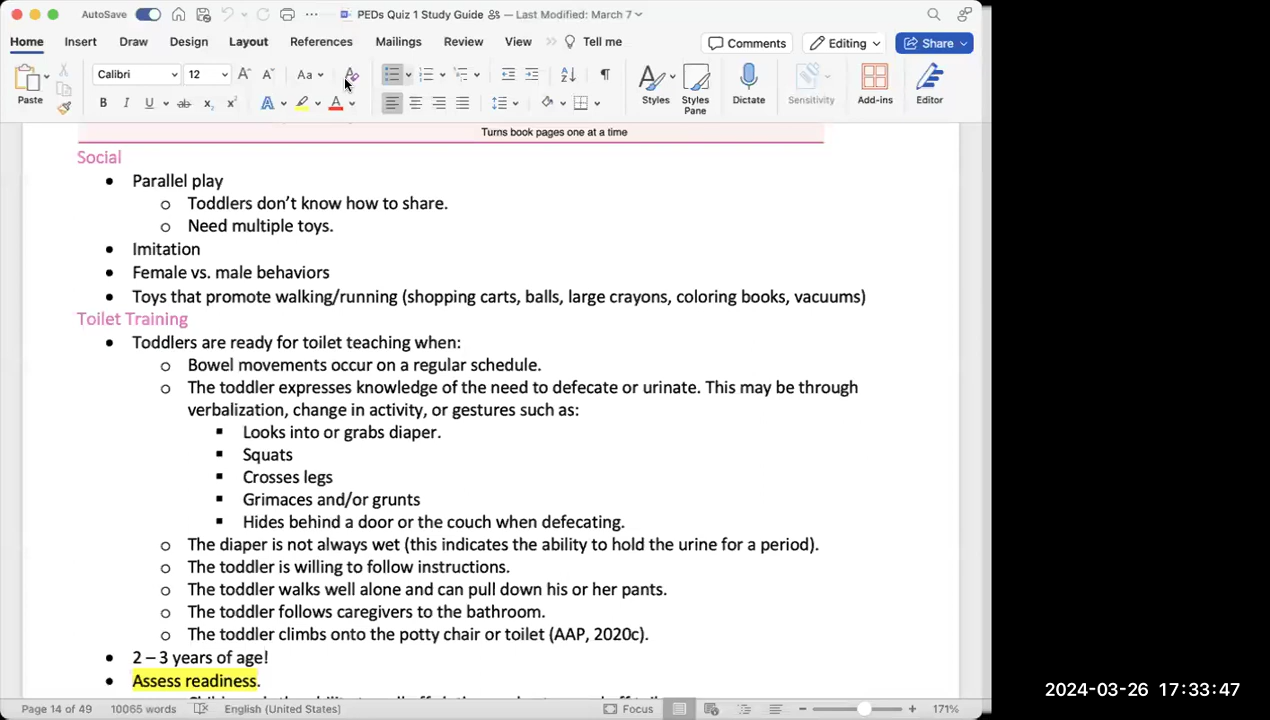 AutoSave
PEDs Quiz 1 Study Guide — Last Modified: March 7
Home Insert Draw Design Layout References Mailings Review View Tell me Comments Editing Share
Calibri 12
Paste Styles Styles Pane Dictate Sensitivity Add-ins Editor
Turns book pages one at a time
Social
• Parallel play
o Toddlers don’t know how to share.
o Need multiple toys.
• Imitation
• Female vs. male behaviors
• Toys that promote walking/running (shopping carts, balls, large crayons, coloring books, vacuums)
Toilet Training
• Toddlers are ready for toilet teaching when:
o Bowel movements occur on a regular schedule.
o The toddler expresses knowledge of the need to defecate or urinate. This may be through
verbalization, change in activity, or gestures such as:
▪ Looks into or grabs diaper.
▪ Squats
▪ Crosses legs
▪ Grimaces and/or grunts
▪ Hides behind a door or the couch when defecating.
o The diaper is not always wet (this indicates the ability to hold the urine for a period).
o The toddler is willing to follow instructions.
o The toddler walks well alone and can pull down his or her pants.
o The toddler follows caregivers to the bathroom.
o The toddler climbs onto the potty chair or toilet (AAP, 2020c).
• 2 – 3 years of age!
• Assess readiness.
Page 14 of 49 10065 words English (United States) Focus 171%
2024-03-26 17:33:47